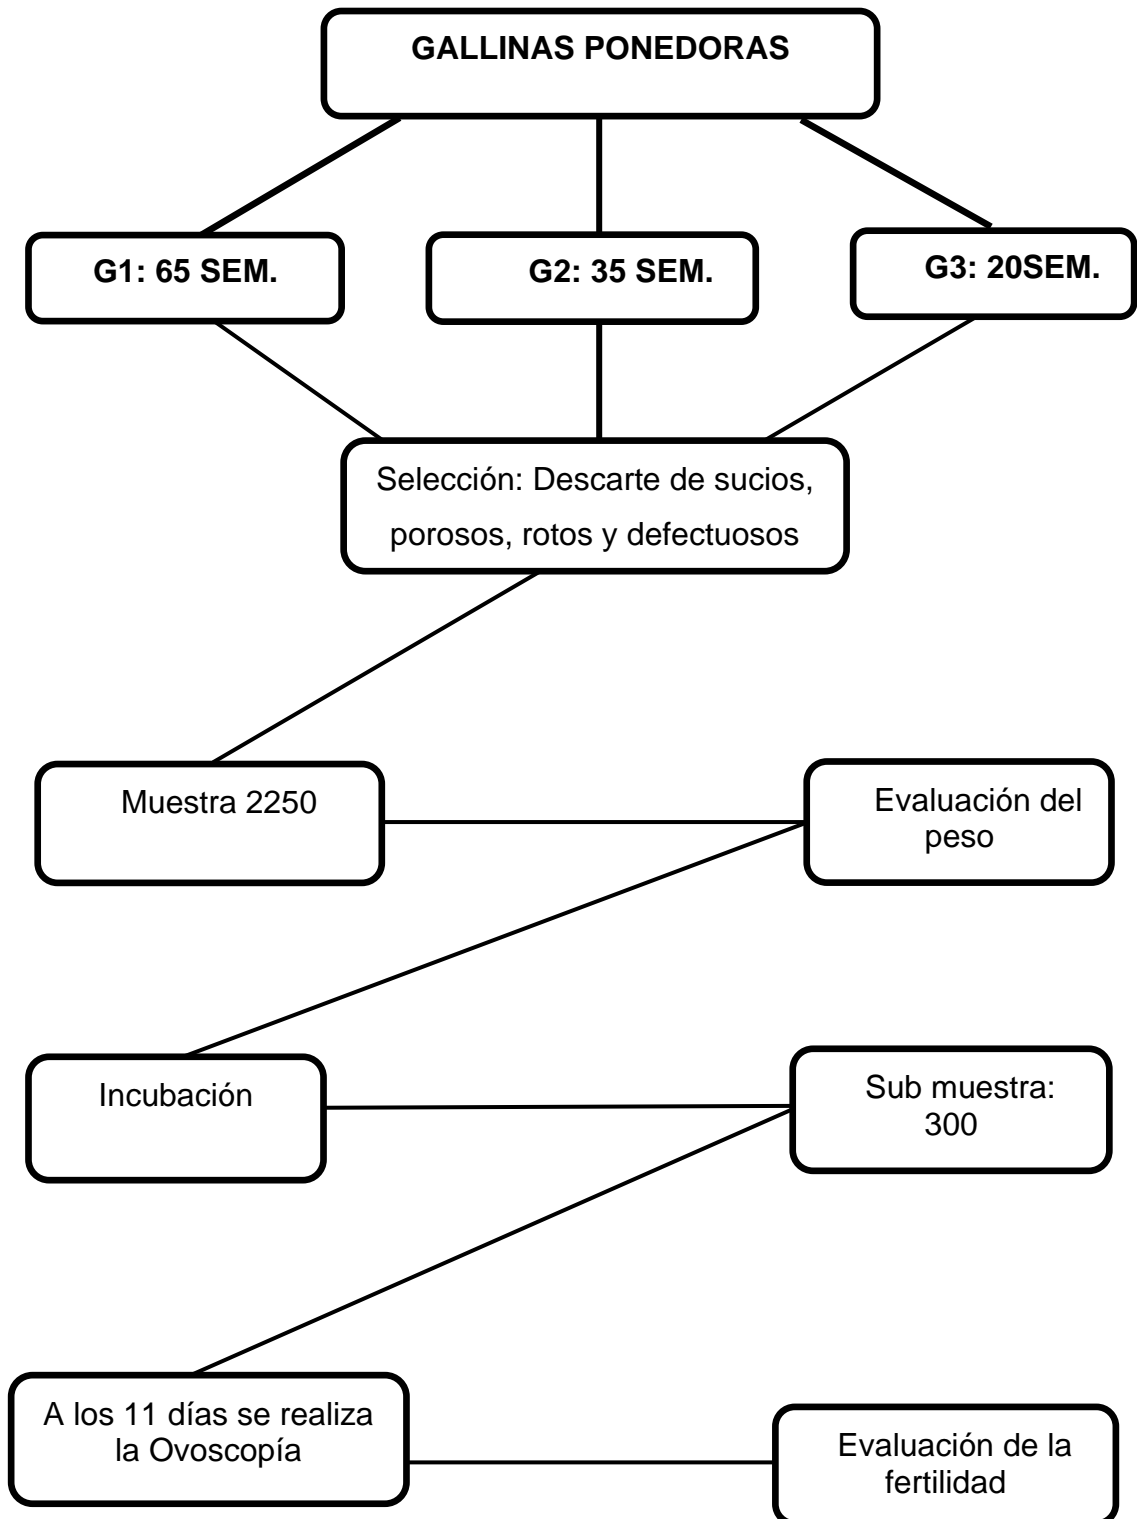 GALLINAS PONEDORAS
G1: 65 SEM.
G2: 35 SEM.
G3: 20SEM.
Selección: Descarte de sucios,
porosos, rotos y defectuosos
Muestra 2250
Evaluación del
peso
Incubación
Sub muestra:
300
A los 11 días se realiza
la Ovoscopía
Evaluación de la
fertilidad